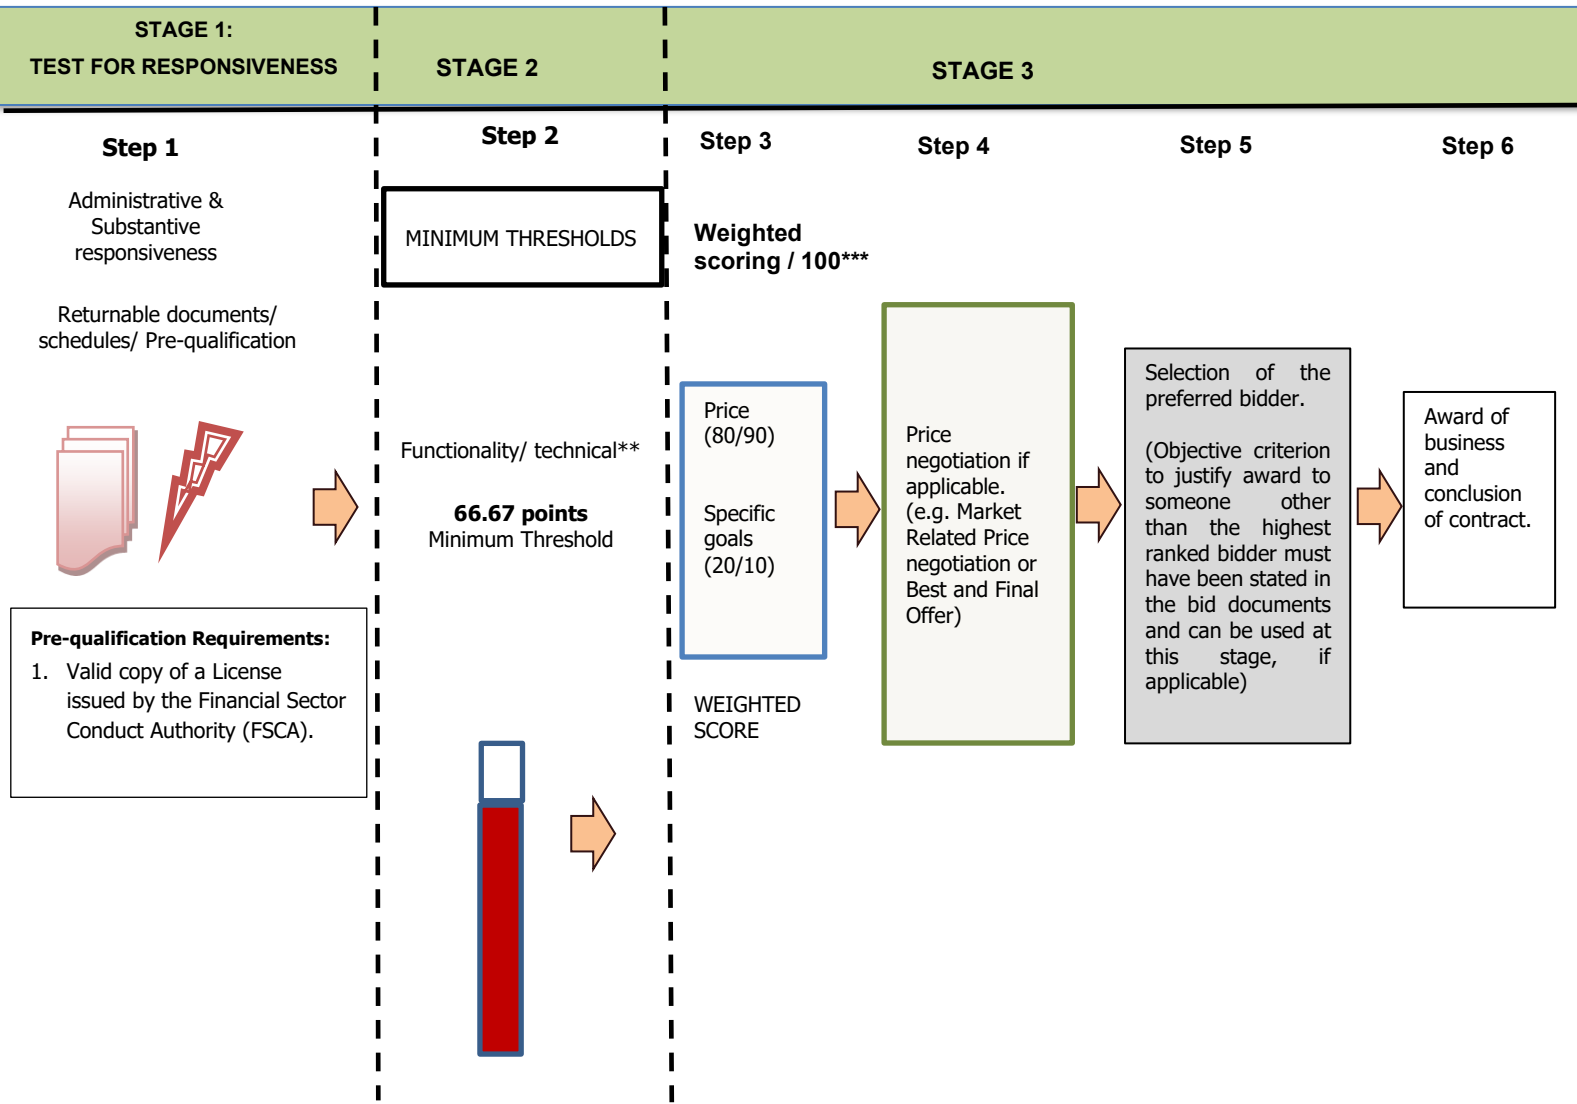 STAGE 1:
TEST FOR RESPONSIVENESS
STAGE 2
STAGE 3
Step 1
Administrative &
Substantive
responsiveness
Returnable documents/
schedules/ Pre-qualification
Pre-qualification Requirements:
1. Valid copy of a License
issued by the Financial Sector
Conduct Authority (FSCA).
Step 2
MINIMUM THRESHOLDS
Functionality/ technical**
66.67 points
Minimum Threshold
Step 3
Weighted
scoring / 100***
Price
(80/90)
Specific
goals
(20/10)
WEIGHTED
SCORE
Step 4
Price
negotiation if
applicable.
(e.g. Market
Related Price
negotiation or
Best and Final
Offer)
Step 5
Selection of the
preferred bidder.
(Objective criterion
to justify award to
someone other
than the highest
ranked bidder must
have been stated in
the bid documents
and can be used at
this stage, if
applicable)
Step 6
Award of
business
and
conclusion
of contract.